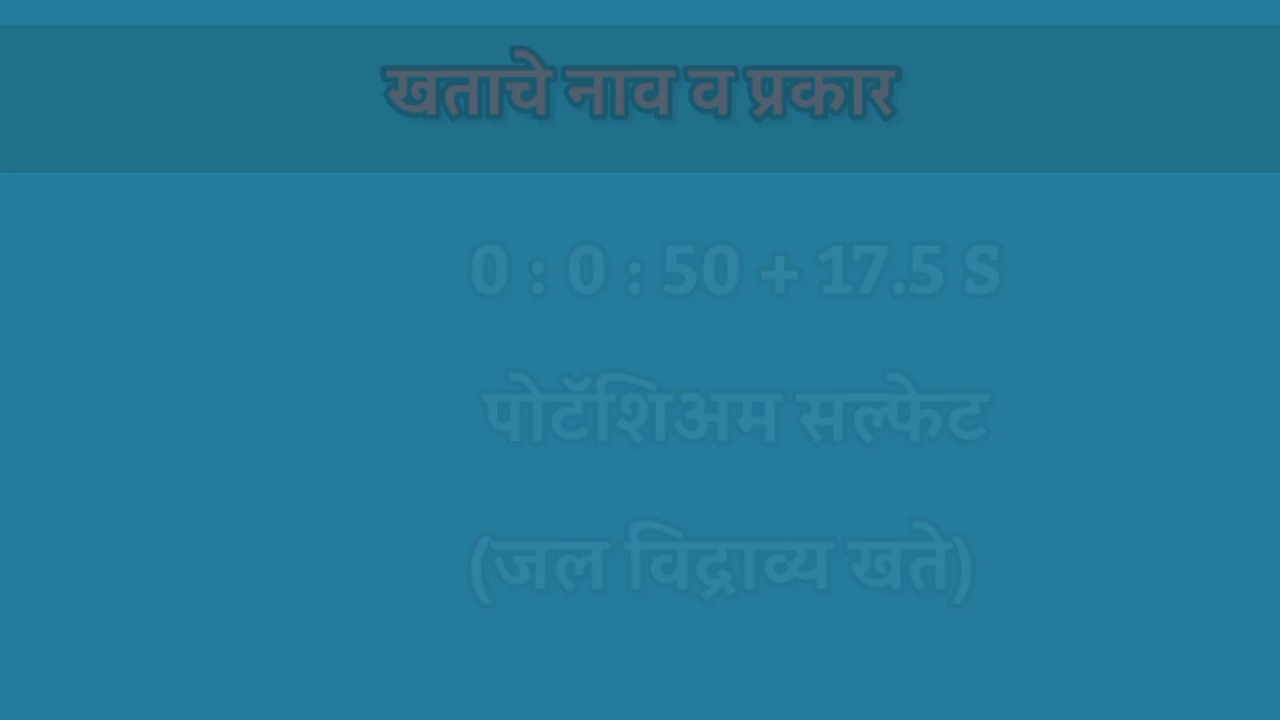 खताचे नाव व प्रकार
0 : 0 : 50 + 17.5 S
पोटॅशिअम सल्फेट
(जल विद्राव्य खते)